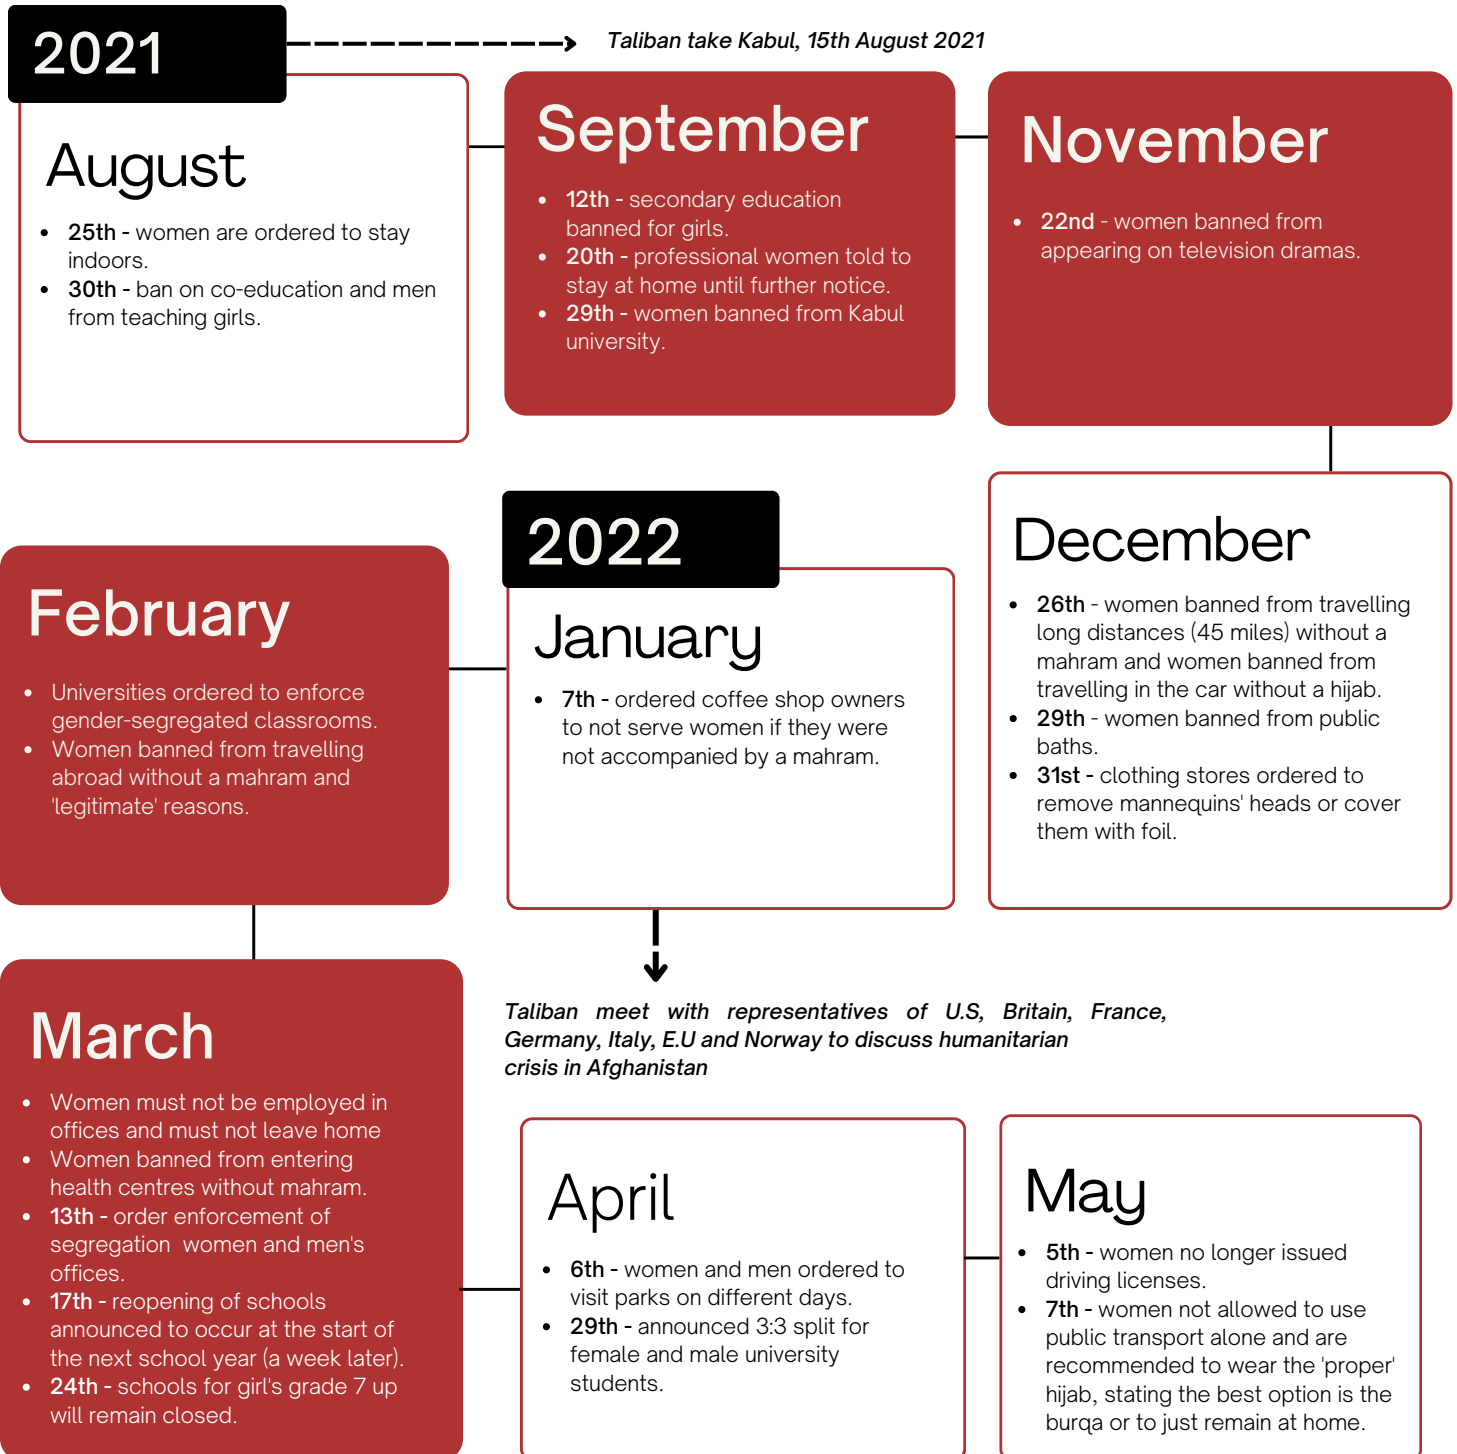 2021
Taliban take Kabul, 15th August 2021
August
• 25th - women are ordered to stay
indoors.
• 30th - ban on co-education and men
from teaching girls.
September
• 12th - secondary education
banned for girls.
• 20th - professional women told to
stay at home until further notice.
• 29th - women banned from Kabul
university.
November
• 22nd - women banned from
appearing on television dramas.
December
• 26th - women banned from travelling
long distances (45 miles) without a
mahram and women banned from
travelling in the car without a hijab.
• 29th - women banned from public
baths.
• 31st - clothing stores ordered to
remove mannequins' heads or cover
them with foil.
2022
January
• 7th - ordered coffee shop owners
to not serve women if they were
not accompanied by a mahram.
Taliban meet with representatives of U.S, Britain, France,
Germany, Italy, E.U and Norway to discuss humanitarian
crisis in Afghanistan
February
• Universities ordered to enforce
gender-segregated classrooms.
• Women banned from travelling
abroad without a mahram and
'legitimate' reasons.
March
• Women must not be employed in
offices and must not leave home
• Women banned from entering
health centres without mahram.
• 13th - order enforcement of
segregation  women and men's
offices.
• 17th - reopening of schools
announced to occur at the start of
the next school year (a week later).
• 24th - schools for girl's grade 7 up
will remain closed.
April
• 6th - women and men ordered to
visit parks on different days.
• 29th - announced 3:3 split for
female and male university
students.
May
• 5th - women no longer issued
driving licenses.
• 7th - women not allowed to use
public transport alone and are
recommended to wear the 'proper'
hijab, stating the best option is the
burqa or to just remain at home.